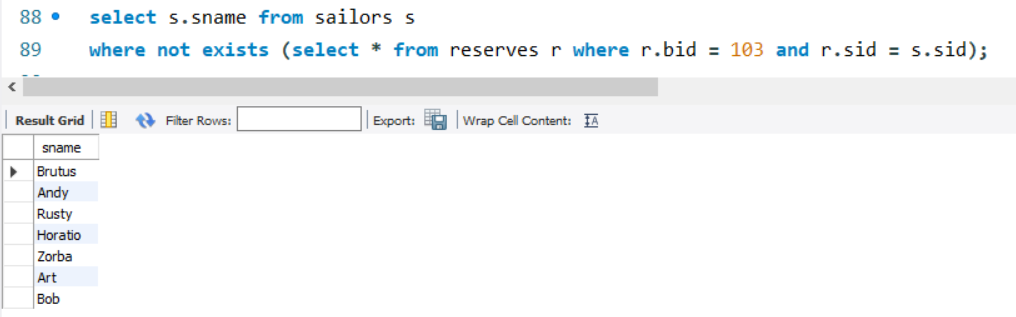 88 select s.sname from sailors s
89 where not exists (select * from reserves r where r.bid = 103 and r.sid = s.sid);
Result Grid Filter Rows: Export: Wrap Cell Content:
sname
Brutus
Andy
Rusty
Horatio
Zorba
Art
Bob